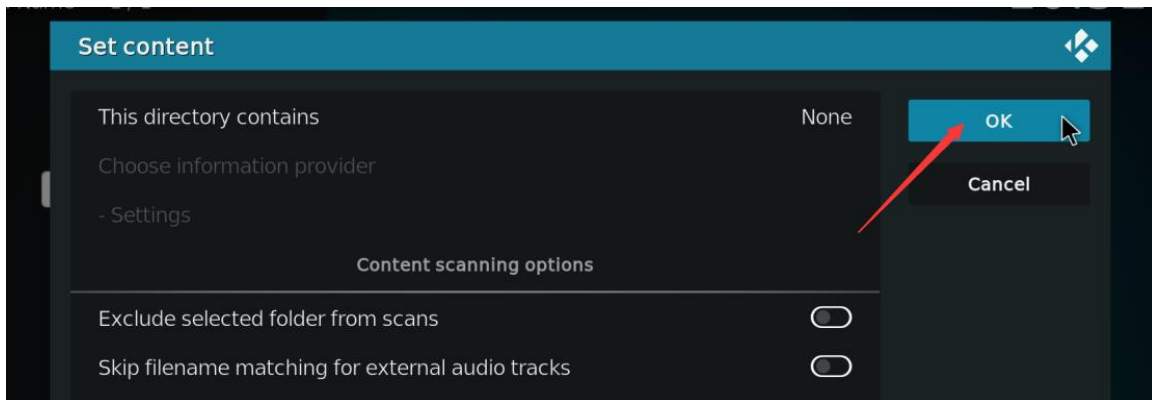 Set content
This directory contains None
OK
Choose information provider
Cancel
- Settings
Content scanning options
Exclude selected folder from scans
Skip filename matching for external audio tracks